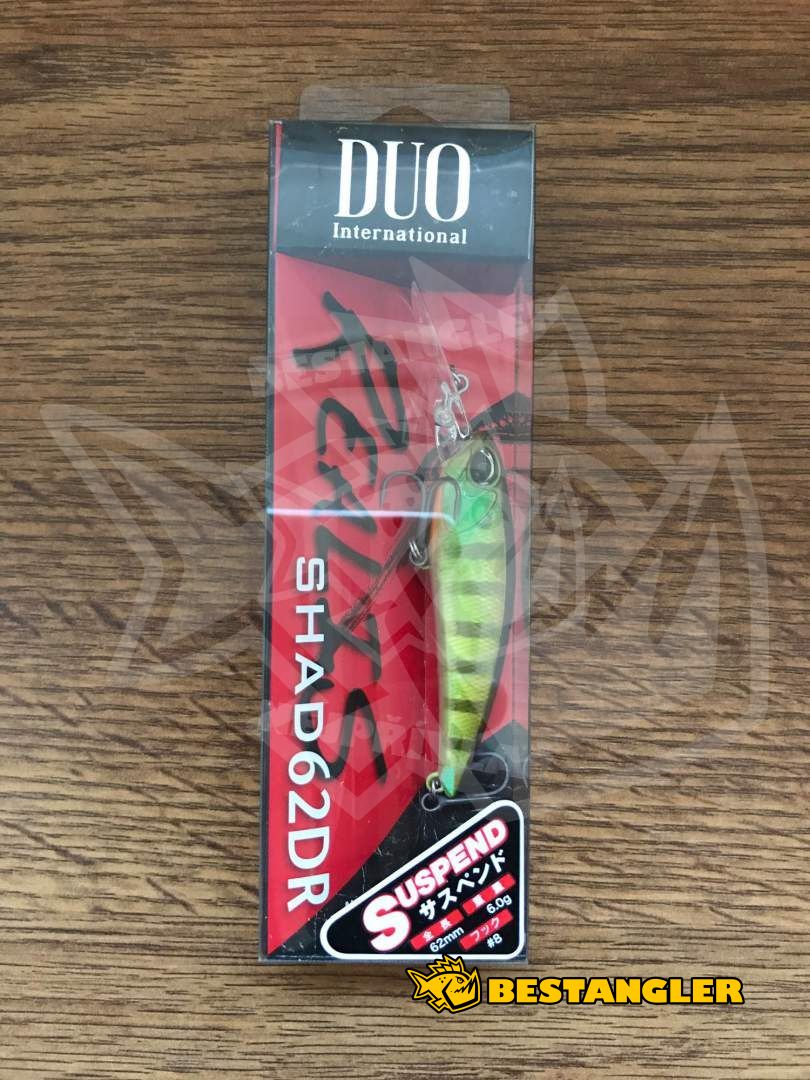 DUO
International
REALIS
SHAD62DR
SUSPEND
サスペンド
全長 重量
62mm 6.0g
フック
#8
BESTANGLER
BESTANGLER